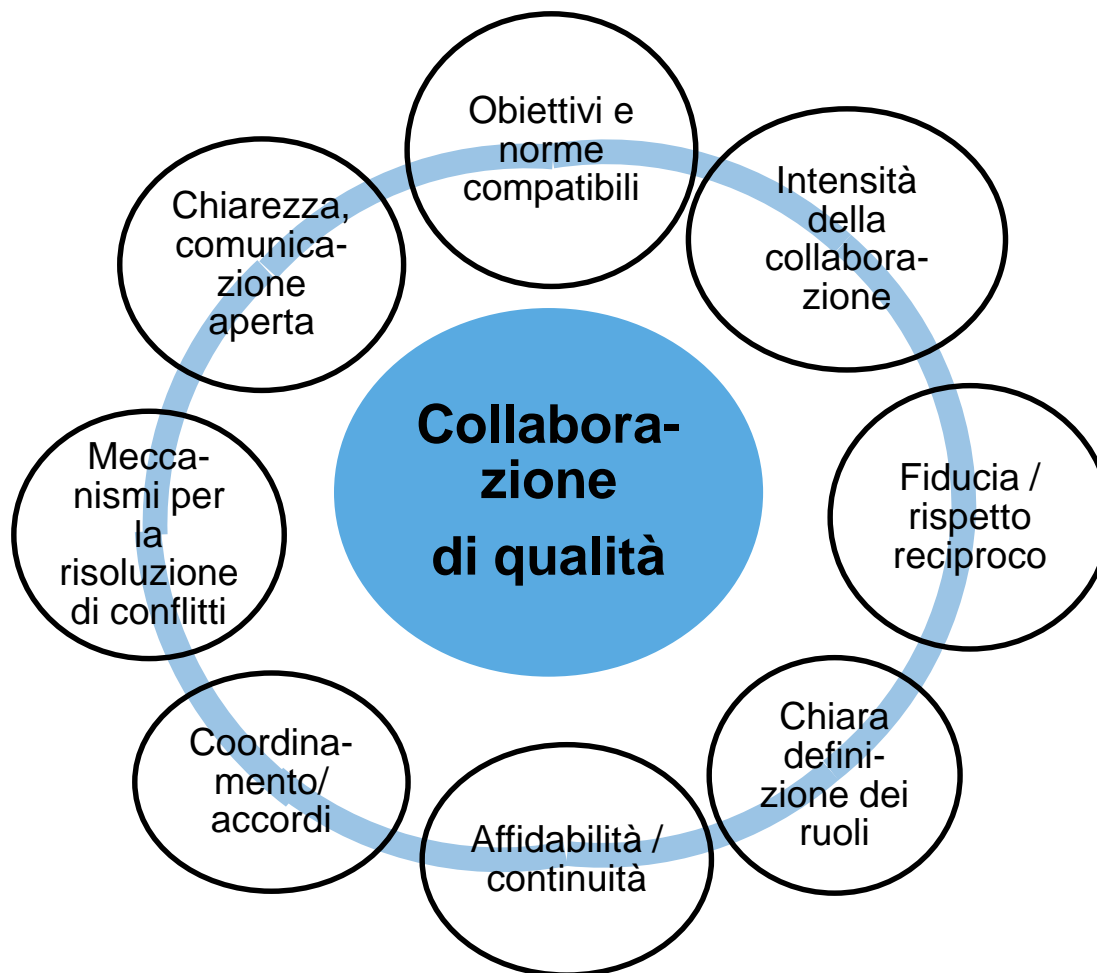 Obiettivi e
norme
compatibili
Intensità
della
collabora-
zione
Fiducia /
rispetto
reciproco
Chiara
defini-
zione dei
ruoli
Affidabilità /
continuità
Coordina-
mento/
accordi
Mecca-
nismi per
la
risoluzione
di conflitti
Chiarezza,
comunica-
zione
aperta
Collabora-
zione
di qualità